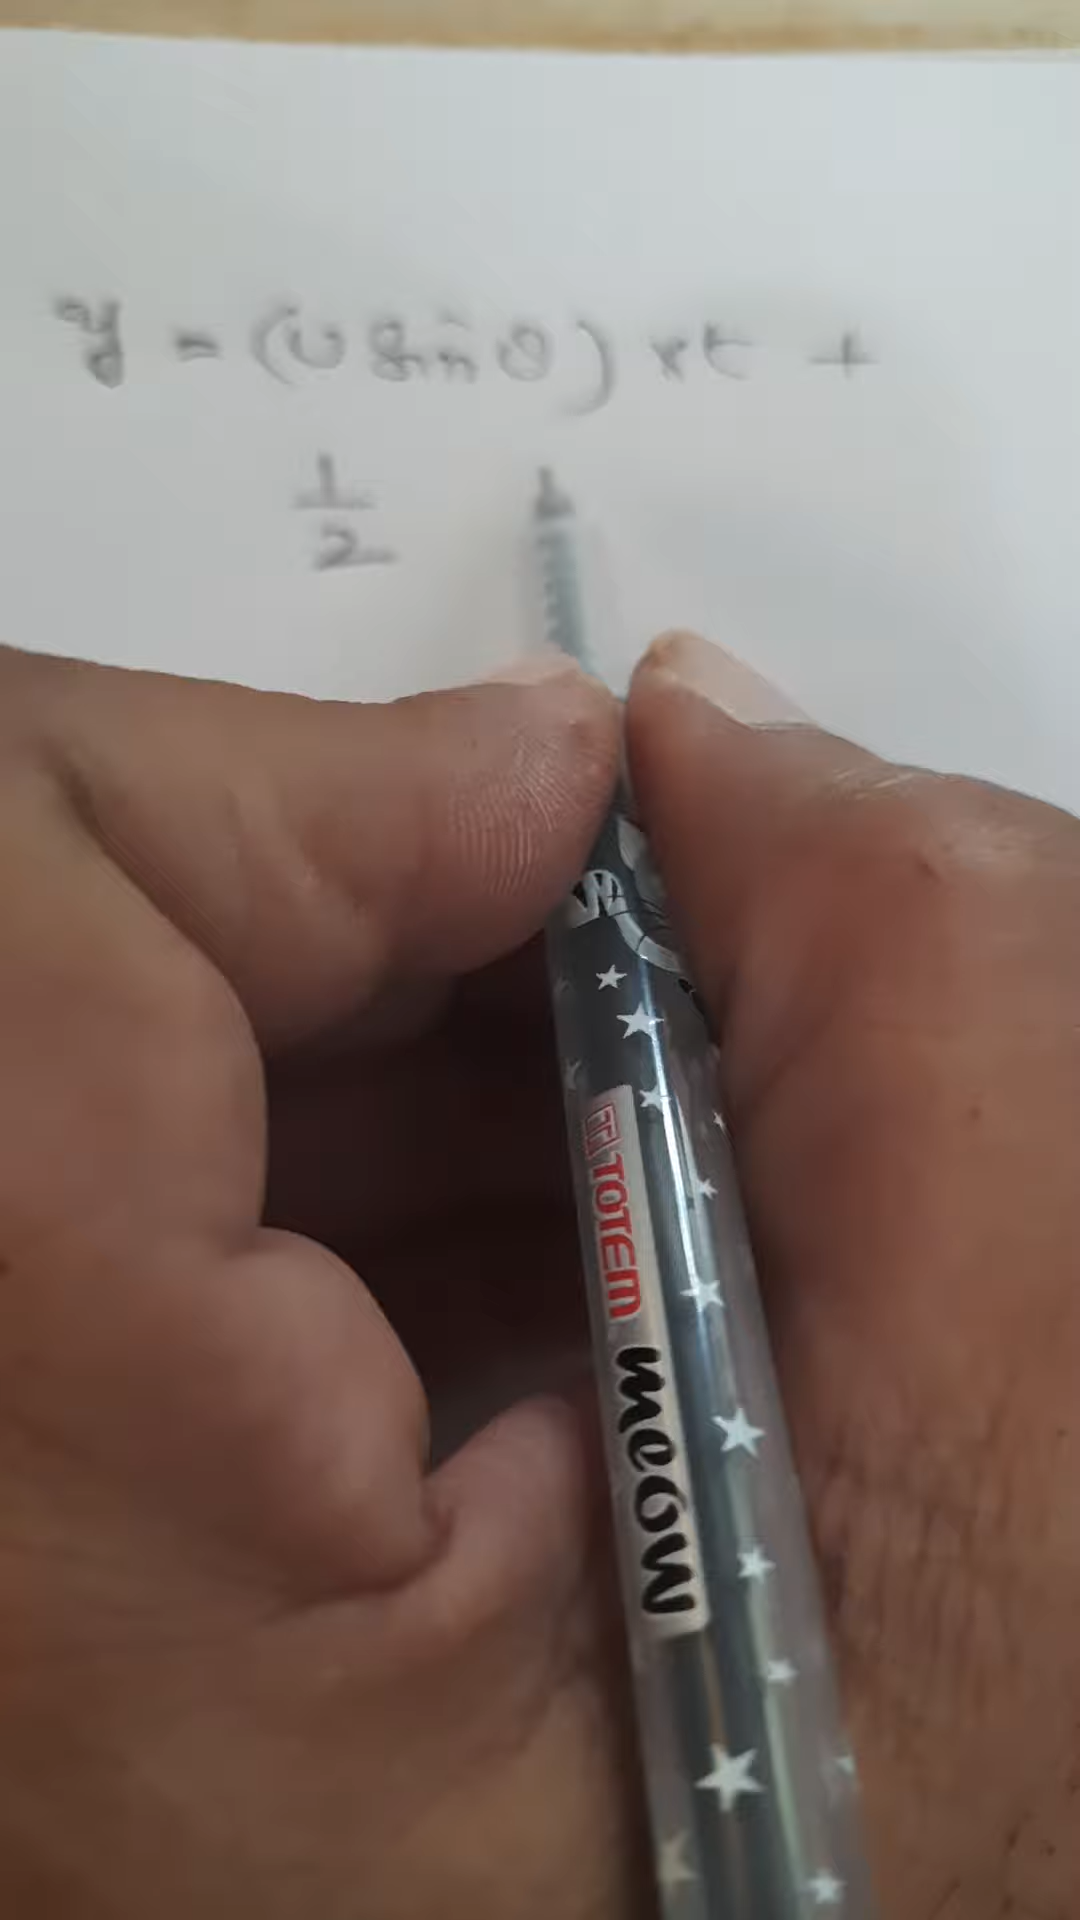 y = (u sin θ) × t +
1/2
TOTEM meow